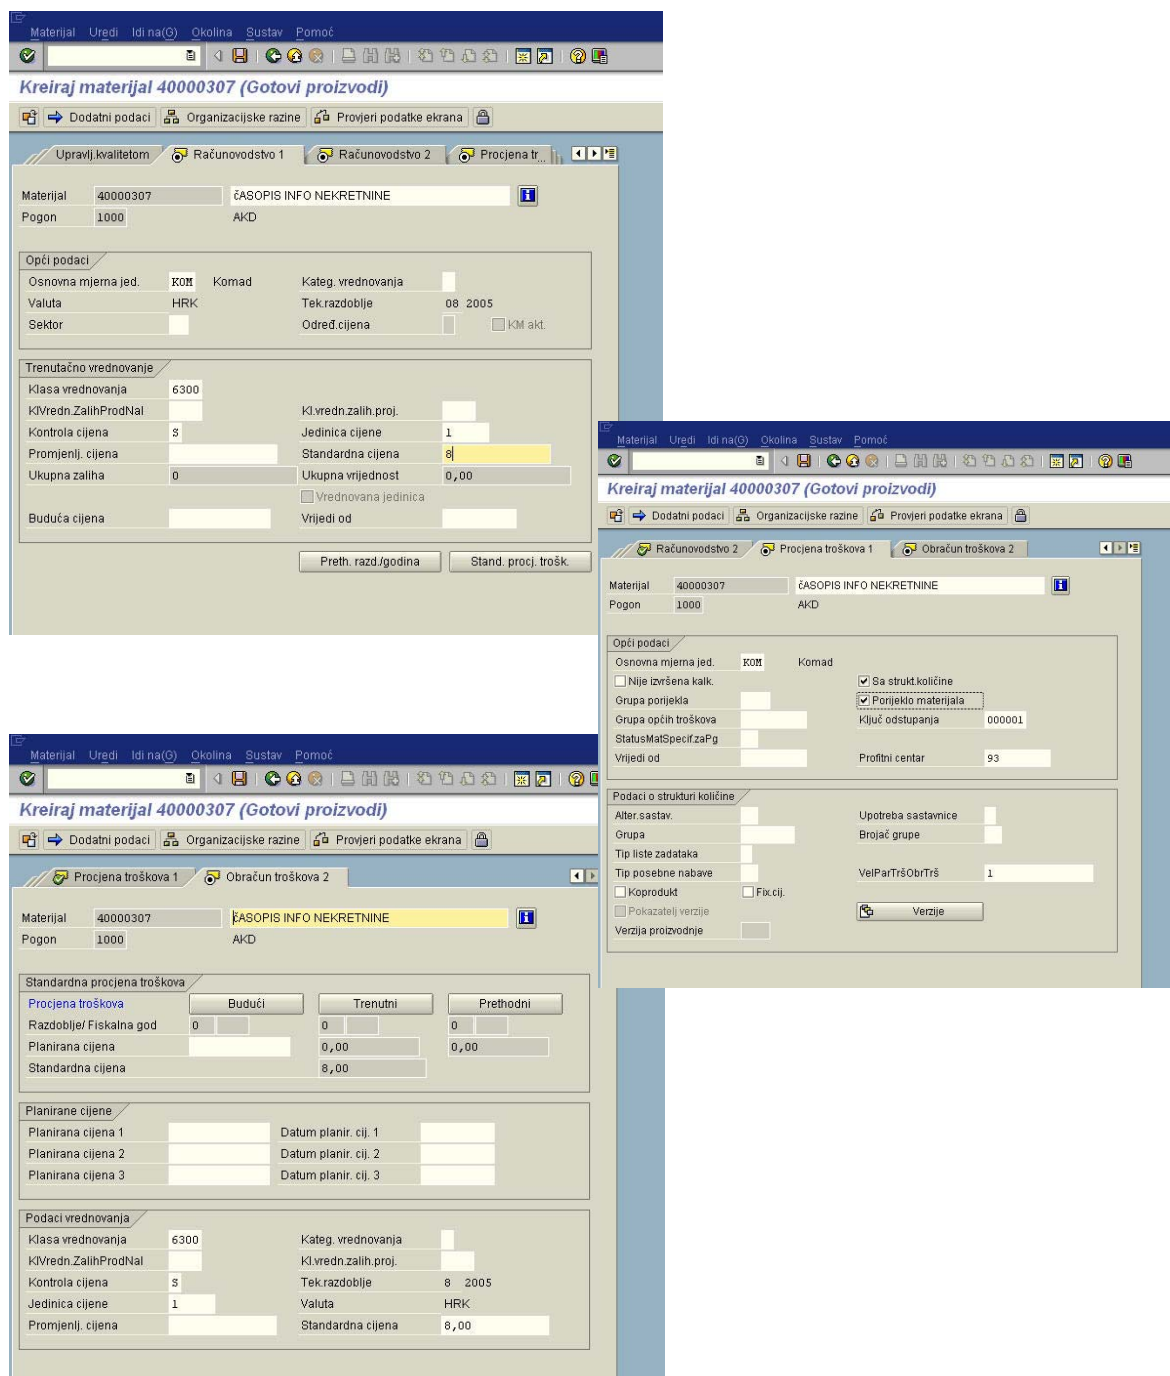 Materijal Uredi Idi na(G) Okolina Sustav Pomoć
Kreiraj materijal 40000307 (Gotovi proizvodi)
Dodatni podaci Organizacijske razine Provjeri podatke ekrana
Upravlj.kvalitetom Računovodstvo 1 Računovodstvo 2 Procjena tr...
Materijal 40000307 čASOPIS INFO NEKRETNINE
Pogon 1000 AKD
Opći podaci
Osnovna mjerna jed. KOM Komad Kateg. vrednovanja
Valuta HRK Tek.razdoblje 08 2005
Sektor Određ.cijena KM akt.
Trenutačno vrednovanje
Klasa vrednovanja 6300
KlVredn.ZalihProdNal Kl.vredn.zalih.proj.
Kontrola cijena S Jedinica cijene 1
Promjenlj. cijena Standardna cijena 8
Ukupna zaliha 0 Ukupna vrijednost 0,00
Vrednovana jedinica
Buduća cijena Vrijedi od
Preth. razd./godina Stand. procj. trošk.
Materijal Uredi Idi na(G) Okolina Sustav Pomoć
Kreiraj materijal 40000307 (Gotovi proizvodi)
Dodatni podaci Organizacijske razine Provjeri podatke ekrana
Računovodstvo 2 Procjena troškova 1 Obračun troškova 2
Materijal 40000307 čASOPIS INFO NEKRETNINE
Pogon 1000 AKD
Opći podaci
Osnovna mjerna jed. KOM Komad
Nije izvršena kalk. Sa strukt.količine
Grupa porijekla Porijeklo materijala
Grupa općih troškova Ključ odstupanja 000001
StatusMatSpecif.zaPg
Vrijedi od Profitni centar 93
Podaci o strukturi količine
Alter.sastav. Upotreba sastavnice
Grupa Brojač grupe
Tip liste zadataka
Tip posebne nabave VelParTršObrTrš 1
Koprodukt Fix.cij.
Pokazatelj verzije Verzije
Verzija proizvodnje
Materijal Uredi Idi na(G) Okolina Sustav Pomoć
Kreiraj materijal 40000307 (Gotovi proizvodi)
Dodatni podaci Organizacijske razine Provjeri podatke ekrana
Procjena troškova 1 Obračun troškova 2
Materijal 40000307 čASOPIS INFO NEKRETNINE
Pogon 1000 AKD
Standardna procjena troškova
Procjena troškova Budući Trenutni Prethodni
Razdoblje/ Fiskalna god 0 0 0
Planirana cijena 0,00 0,00
Standardna cijena 8,00
Planirane cijene
Planirana cijena 1 Datum planir. cij. 1
Planirana cijena 2 Datum planir. cij. 2
Planirana cijena 3 Datum planir. cij. 3
Podaci vrednovanja
Klasa vrednovanja 6300 Kateg. vrednovanja
KlVredn.ZalihProdNal Kl.vredn.zalih.proj.
Kontrola cijena S Tek.razdoblje 8 2005
Jedinica cijene 1 Valuta HRK
Promjenlj. cijena Standardna cijena 8,00